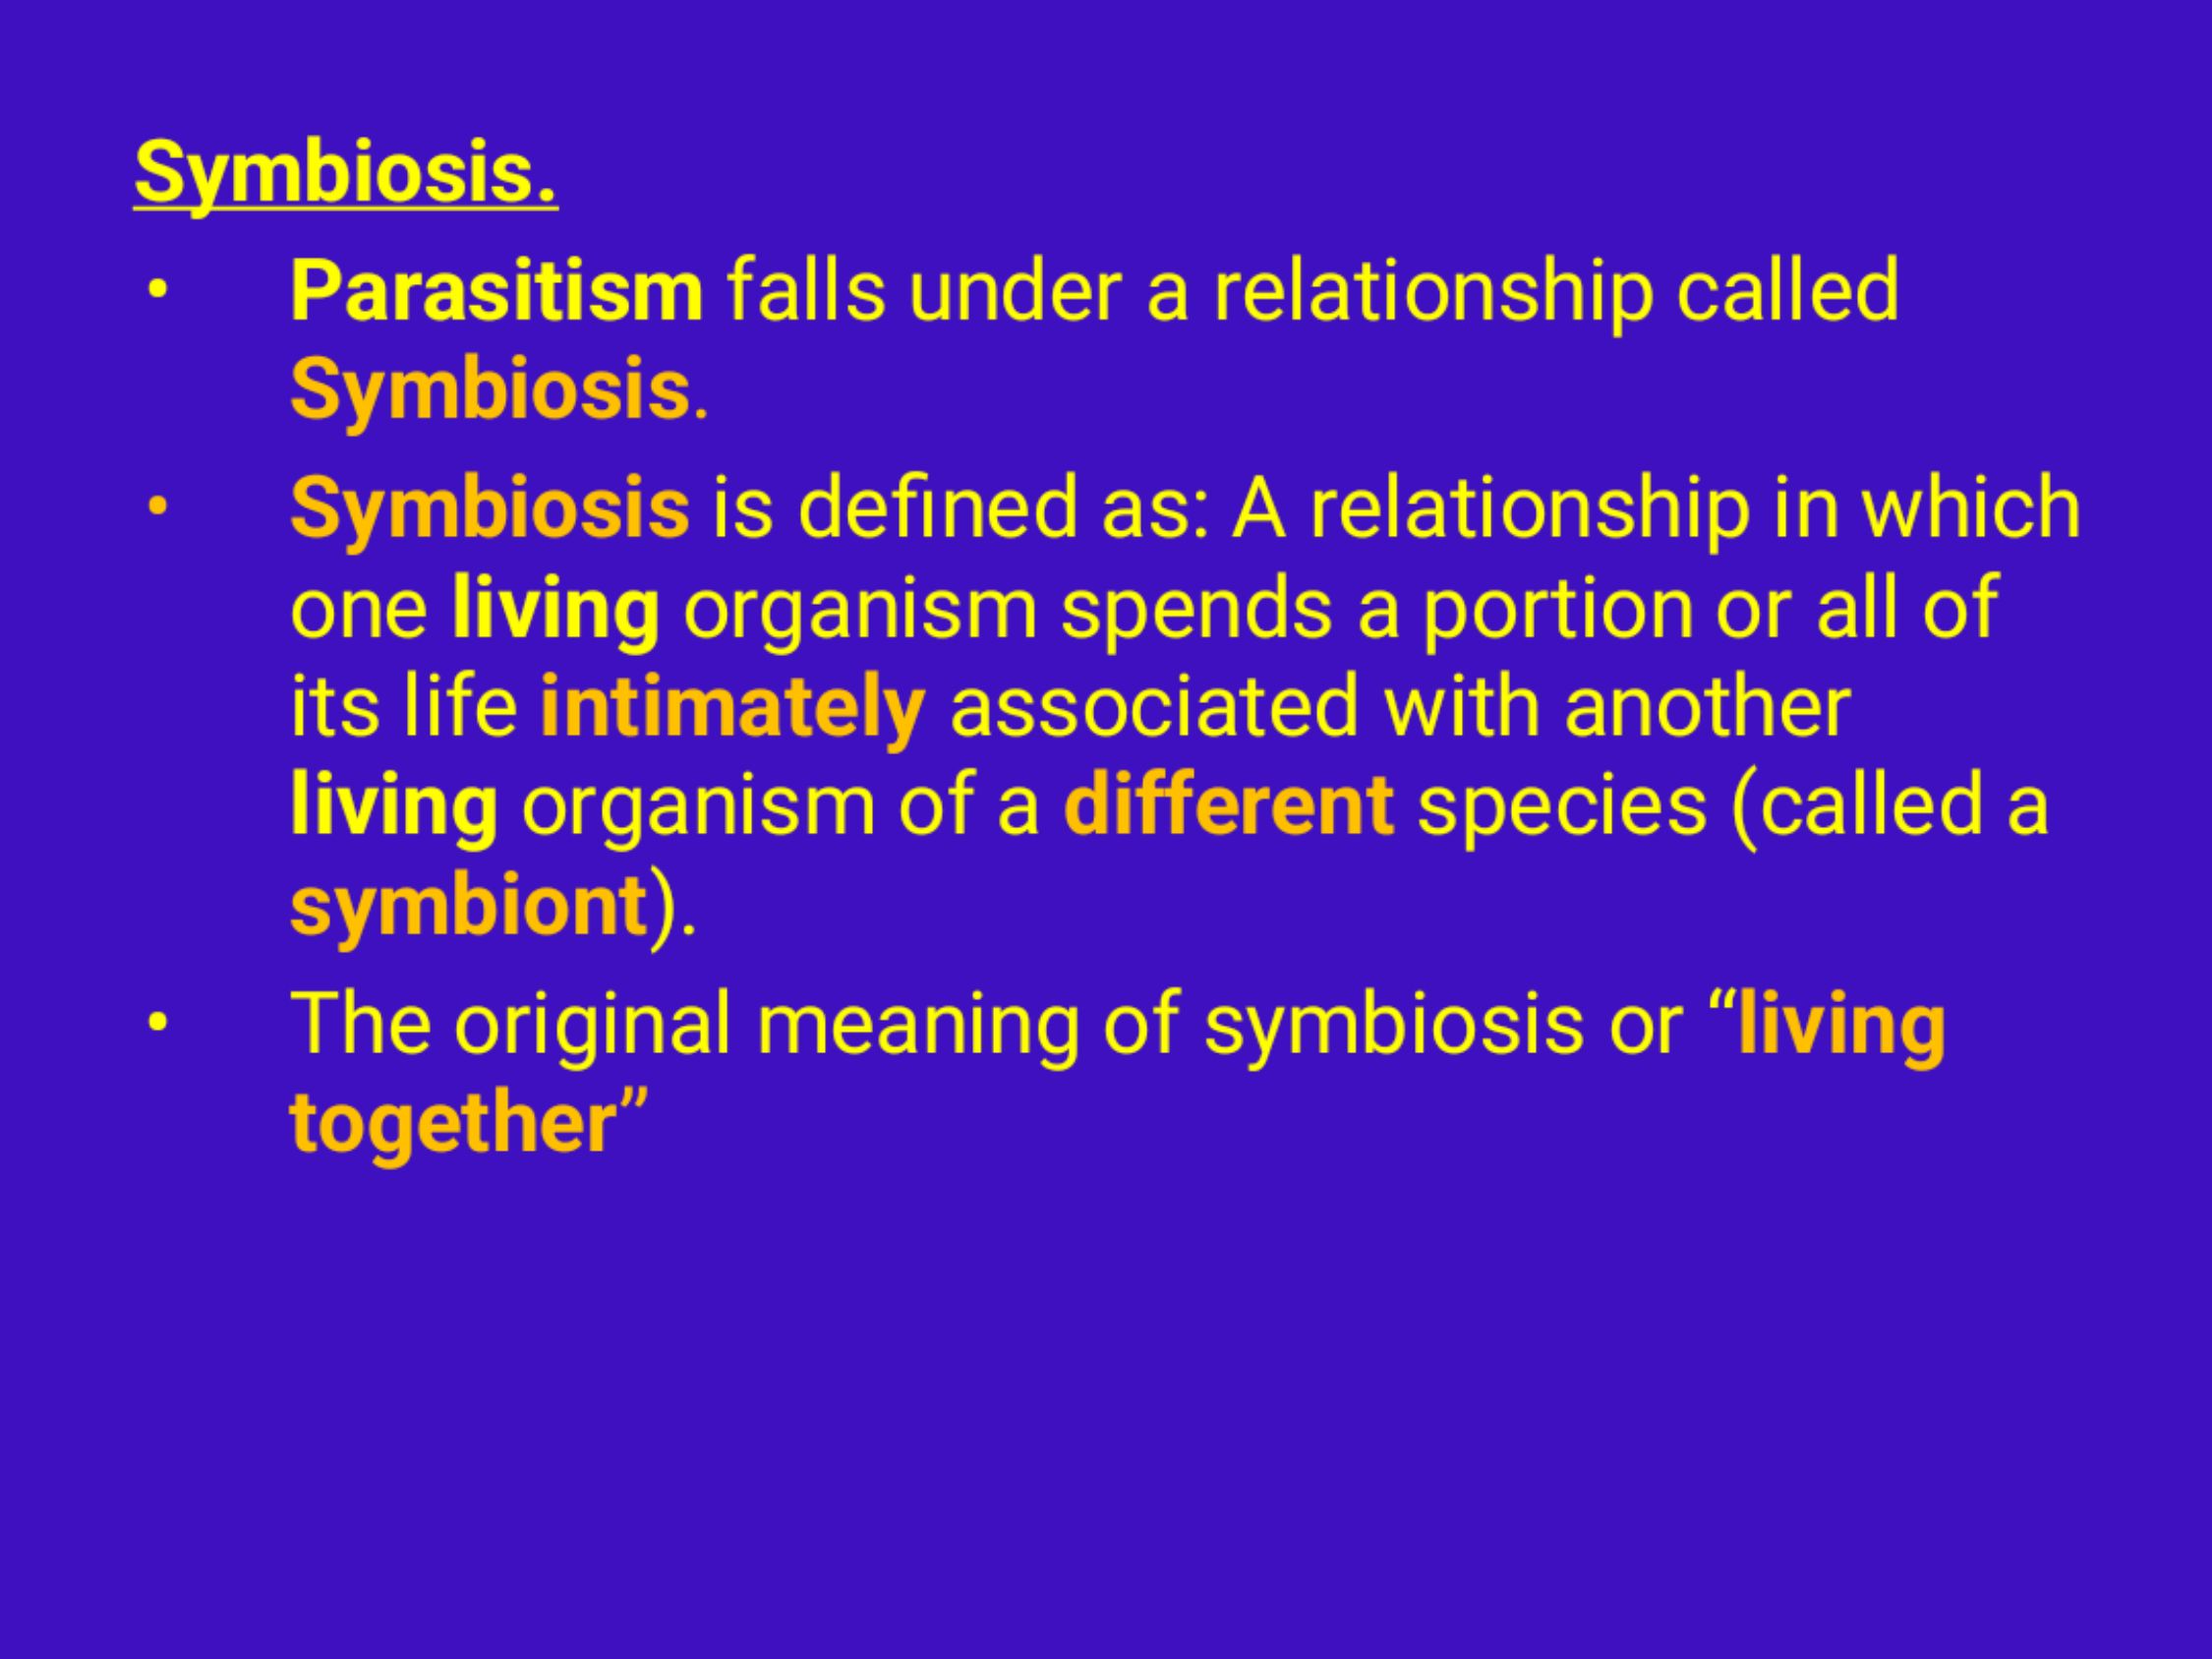 Symbiosis.
• Parasitism falls under a relationship called
Symbiosis.
• Symbiosis is defined as: A relationship in which
one living organism spends a portion or all of
its life intimately associated with another
living organism of a different species (called a
symbiont).
• The original meaning of symbiosis or “living
together”